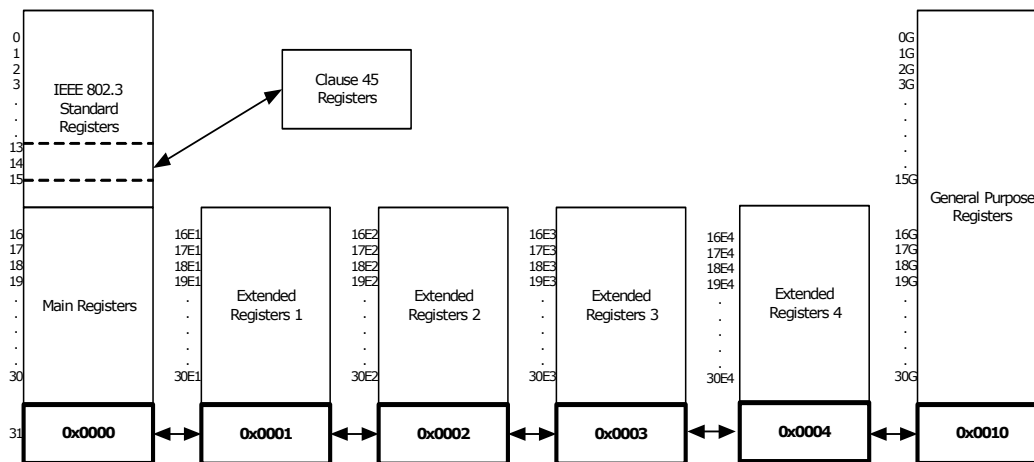 0
1
2
3
.
.
.
13
14
15
IEEE 802.3
Standard
Registers
Clause 45
Registers
16
17
18
19
.
.
.
.
.
30
Main Registers
16E1
17E1
18E1
19E1
.
.
.
.
.
30E1
Extended
Registers 1
16E2
17E2
18E2
19E2
.
.
.
.
.
30E2
Extended
Registers 2
16E3
17E3
18E3
19E3
.
.
.
.
.
30E3
Extended
Registers 3
16E4
17E4
18E4
19E4
.
.
.
.
.
30E4
Extended
Registers 4
0G
1G
2G
3G
.
.
.
.
.
15G
General Purpose
Registers
16G
17G
18G
19G
.
.
.
.
.
30G
31
0x0000
0x0001
0x0002
0x0003
0x0004
0x0010